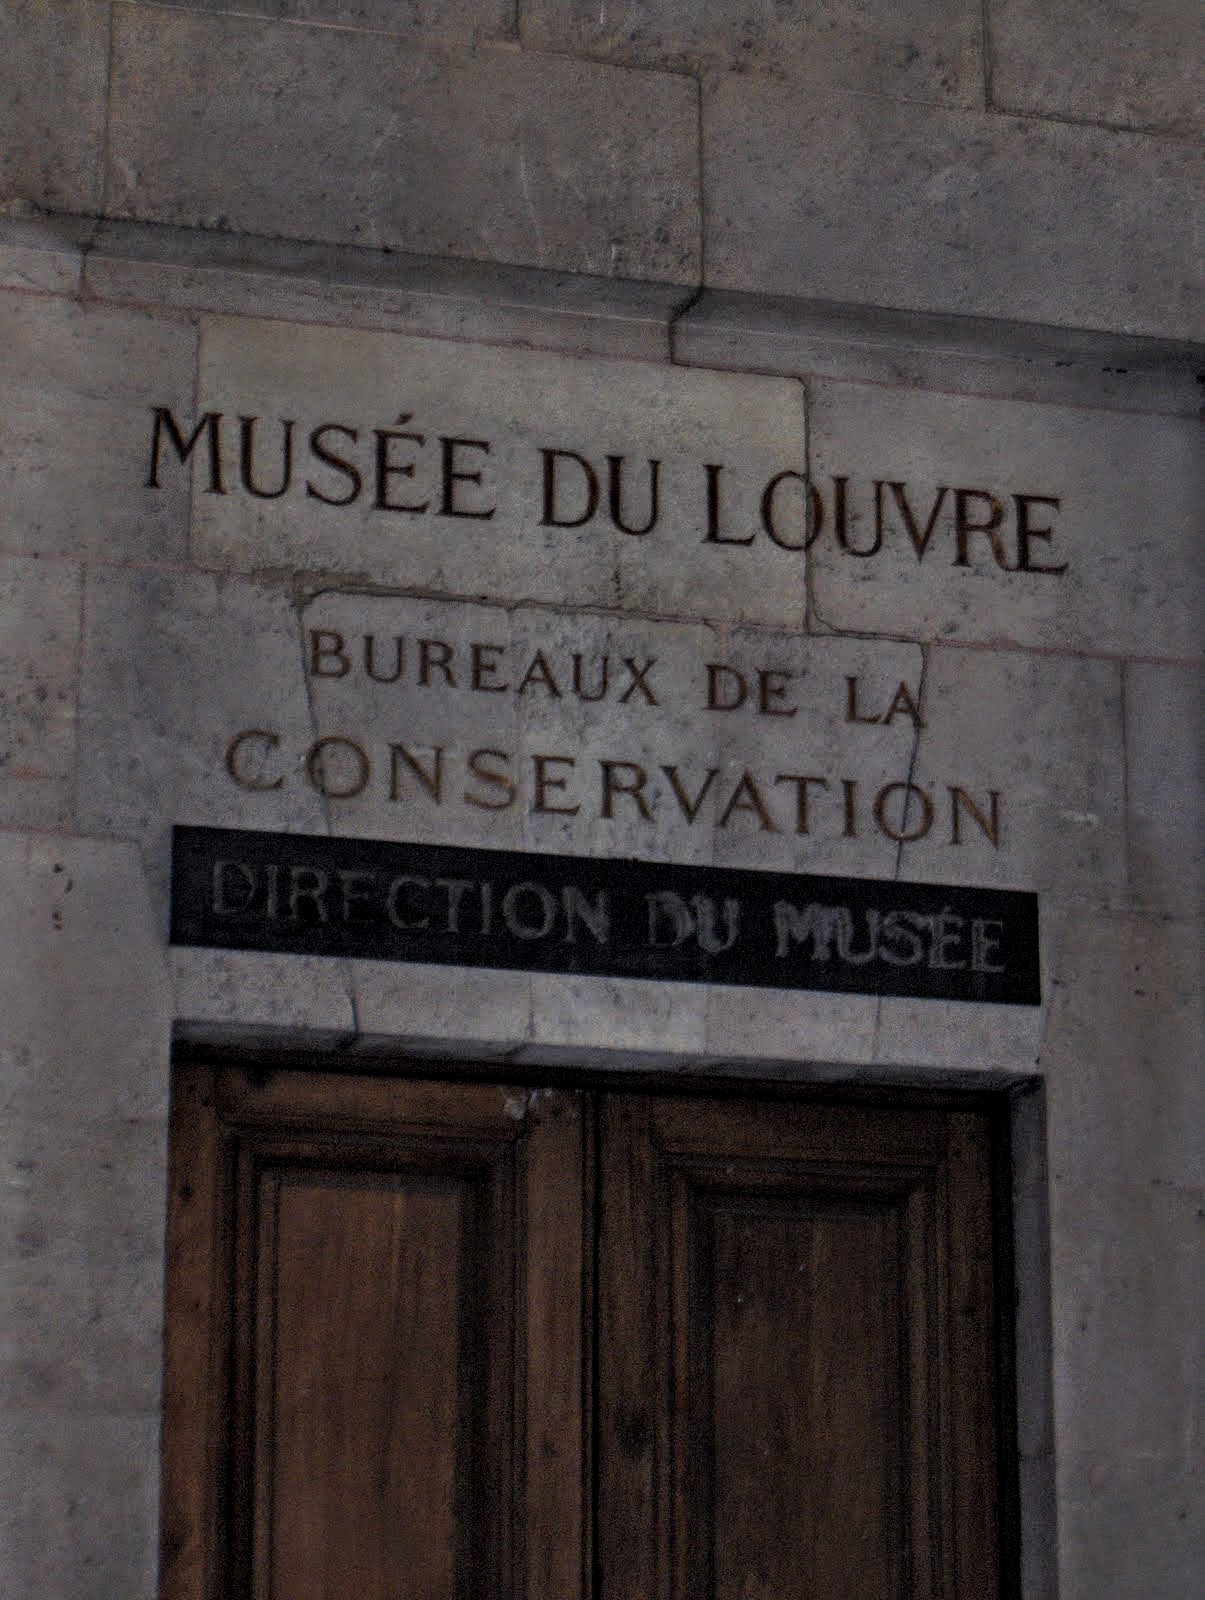 MUSÉE DU LOUVRE
BUREAUX DE LA
CONSERVATION
DIRECTION DU MUSÉE